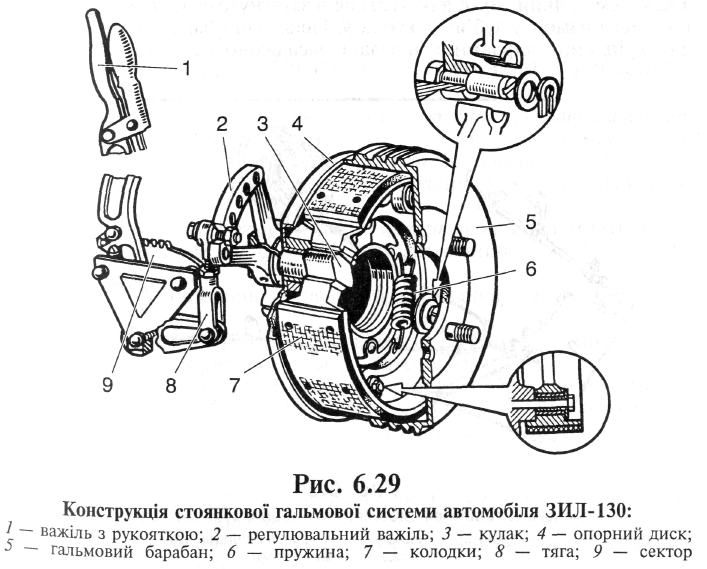 1
2
3
4
5
6
7
8
9
Рис. 6.29
Конструкція стоянкової гальмової системи автомобіля ЗИЛ-130:
1 — важіль з рукояткою; 2 — регулювальний важіль; 3 — кулак; 4 — опорний диск;
5 — гальмовий барабан; 6 — пружина; 7 — колодки; 8 — тяга; 9 — сектор